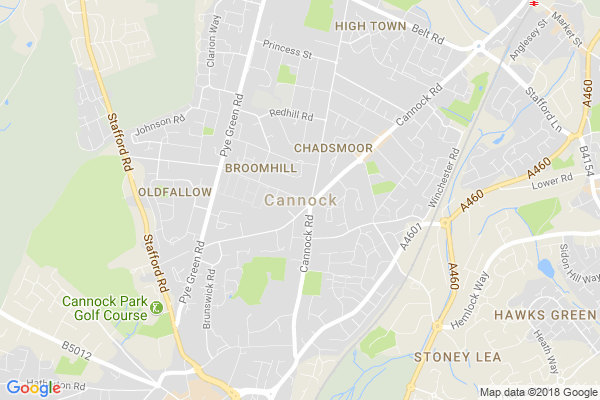 HIGH TOWN
Belt Rd
Anglesey St
Market St
Clarion Way
Princess St
A460
Stafford Ln
Redhill Rd
Cannock Rd
Johnson Rd
Pye Green Rd
Stafford Rd
CHADSMOOR
Winchester Rd
A460
B4154
BROOMHILL
Lower Rd
OLDFALLOW
Cannock
A460
Cannock Rd
A4607
Stafford Rd
Pye Green Rd
A460
Sidon Hill Way
Hemlock Way
Brunswick Rd
Cannock Park
Golf Course
HAWKS GREEN
Heath Way
B5012
STONEY LEA
Google
Map data ©2018 Google